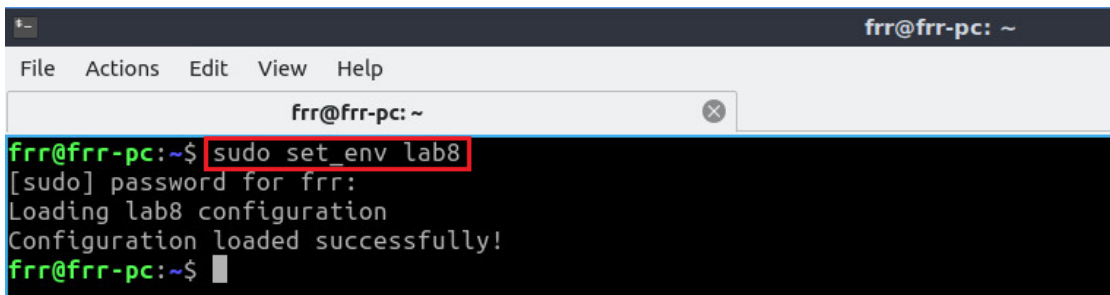 frr@frr-pc: ~
File Actions Edit View Help
frr@frr-pc: ~
frr@frr-pc:~$ sudo set_env lab8
[sudo] password for frr:
Loading lab8 configuration
Configuration loaded successfully!
frr@frr-pc:~$